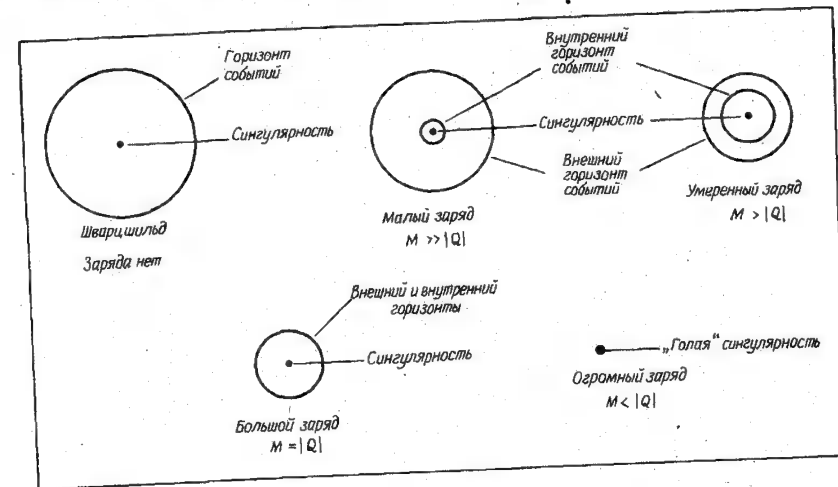 Горизонт
событий
Сингулярность
Шварцшильд
Заряда нет
Внутренний
горизонт
событий
Сингулярность
Внешний
горизонт
событий
Малый заряд
M >> |Q|
Умеренный заряд
M > |Q|
Внешний и внутренний
горизонты
Сингулярность
Большой заряд
M = |Q|
„Голая“ сингулярность
Огромный заряд
M < |Q|